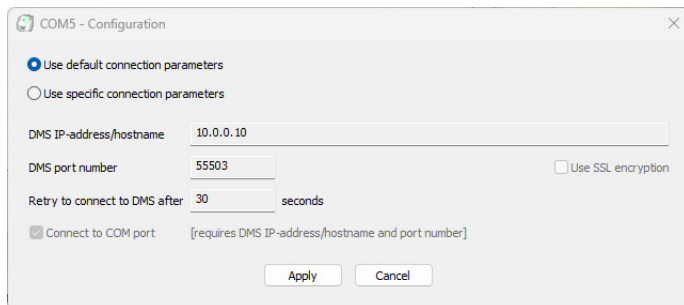 COM5 - Configuration
Use default connection parameters
Use specific connection parameters
DMS IP-address/hostname 10.0.0.10
DMS port number 55503 Use SSL encryption
Retry to connect to DMS after 30 seconds
Connect to COM port [requires DMS IP-address/hostname and port number]
Apply Cancel